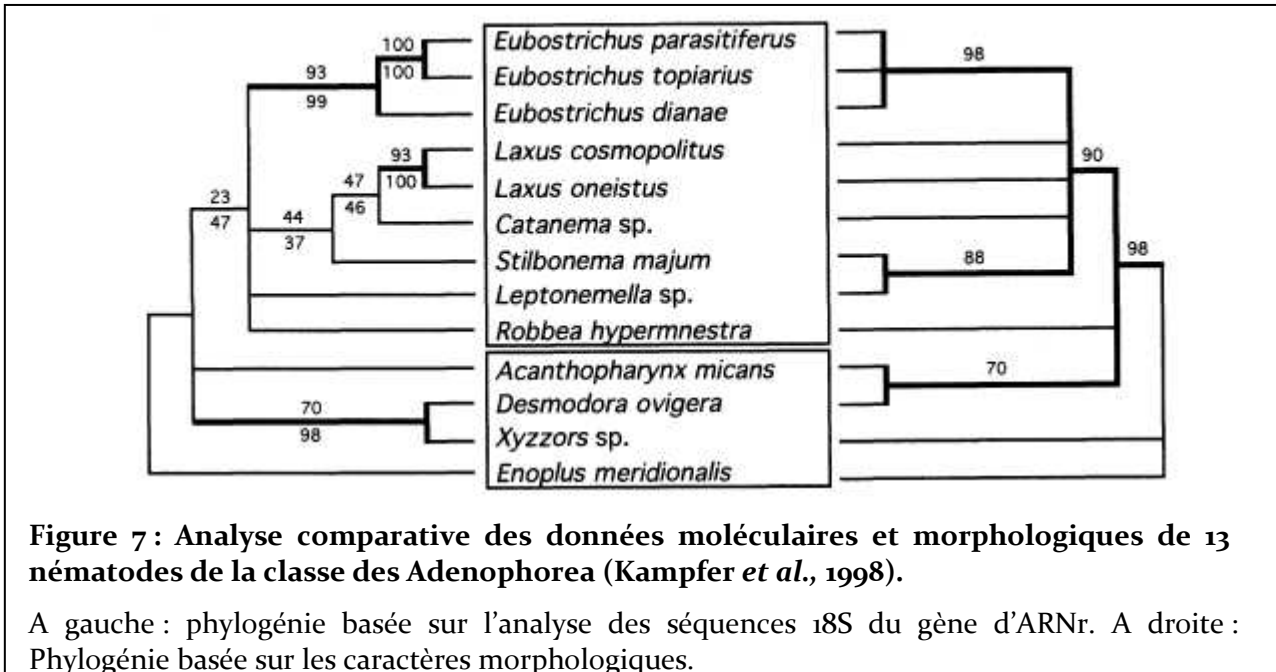 100
Eubostrichus parasitiferus
98
93
100
Eubostrichus topiarius
99
Eubostrichus dianae
93
Laxus cosmopolitus
90
47
100
Laxus oneistus
23
44
46
Catanema sp.
47
37
Stilbonema majum
88
98
Leptonemella sp.
Robbea hypermnestra
Acanthopharynx micans
70
70
Desmodora ovigera
98
Xyzzors sp.
Enoplus meridionalis
Figure 7 : Analyse comparative des données moléculaires et morphologiques de 13
nématodes de la classe des Adenophorea (Kampfer et al., 1998).
A gauche : phylogénie basée sur l’analyse des séquences 18S du gène d’ARNr. A droite :
Phylogénie basée sur les caractères morphologiques.